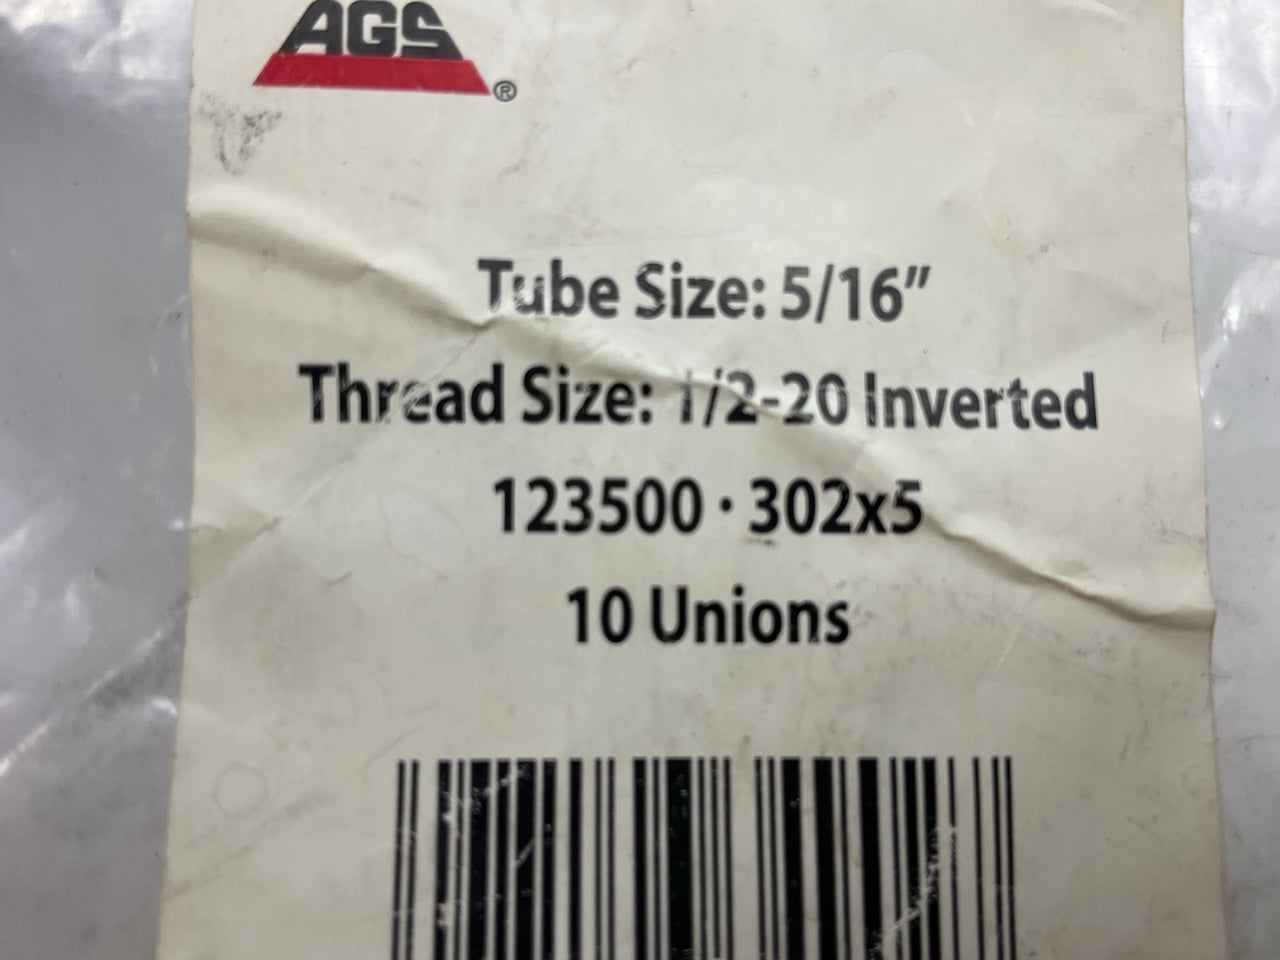 AGS®
Tube Size: 5/16”
Thread Size: 1/2-20 Inverted
123500 · 302x5
10 Unions